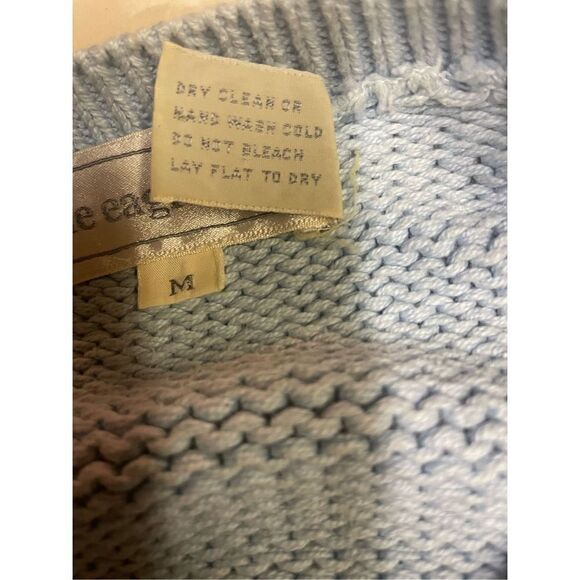 DRY CLEAN OR
HAND WASH COLD
DO NOT BLEACH
LAY FLAT TO DRY
M